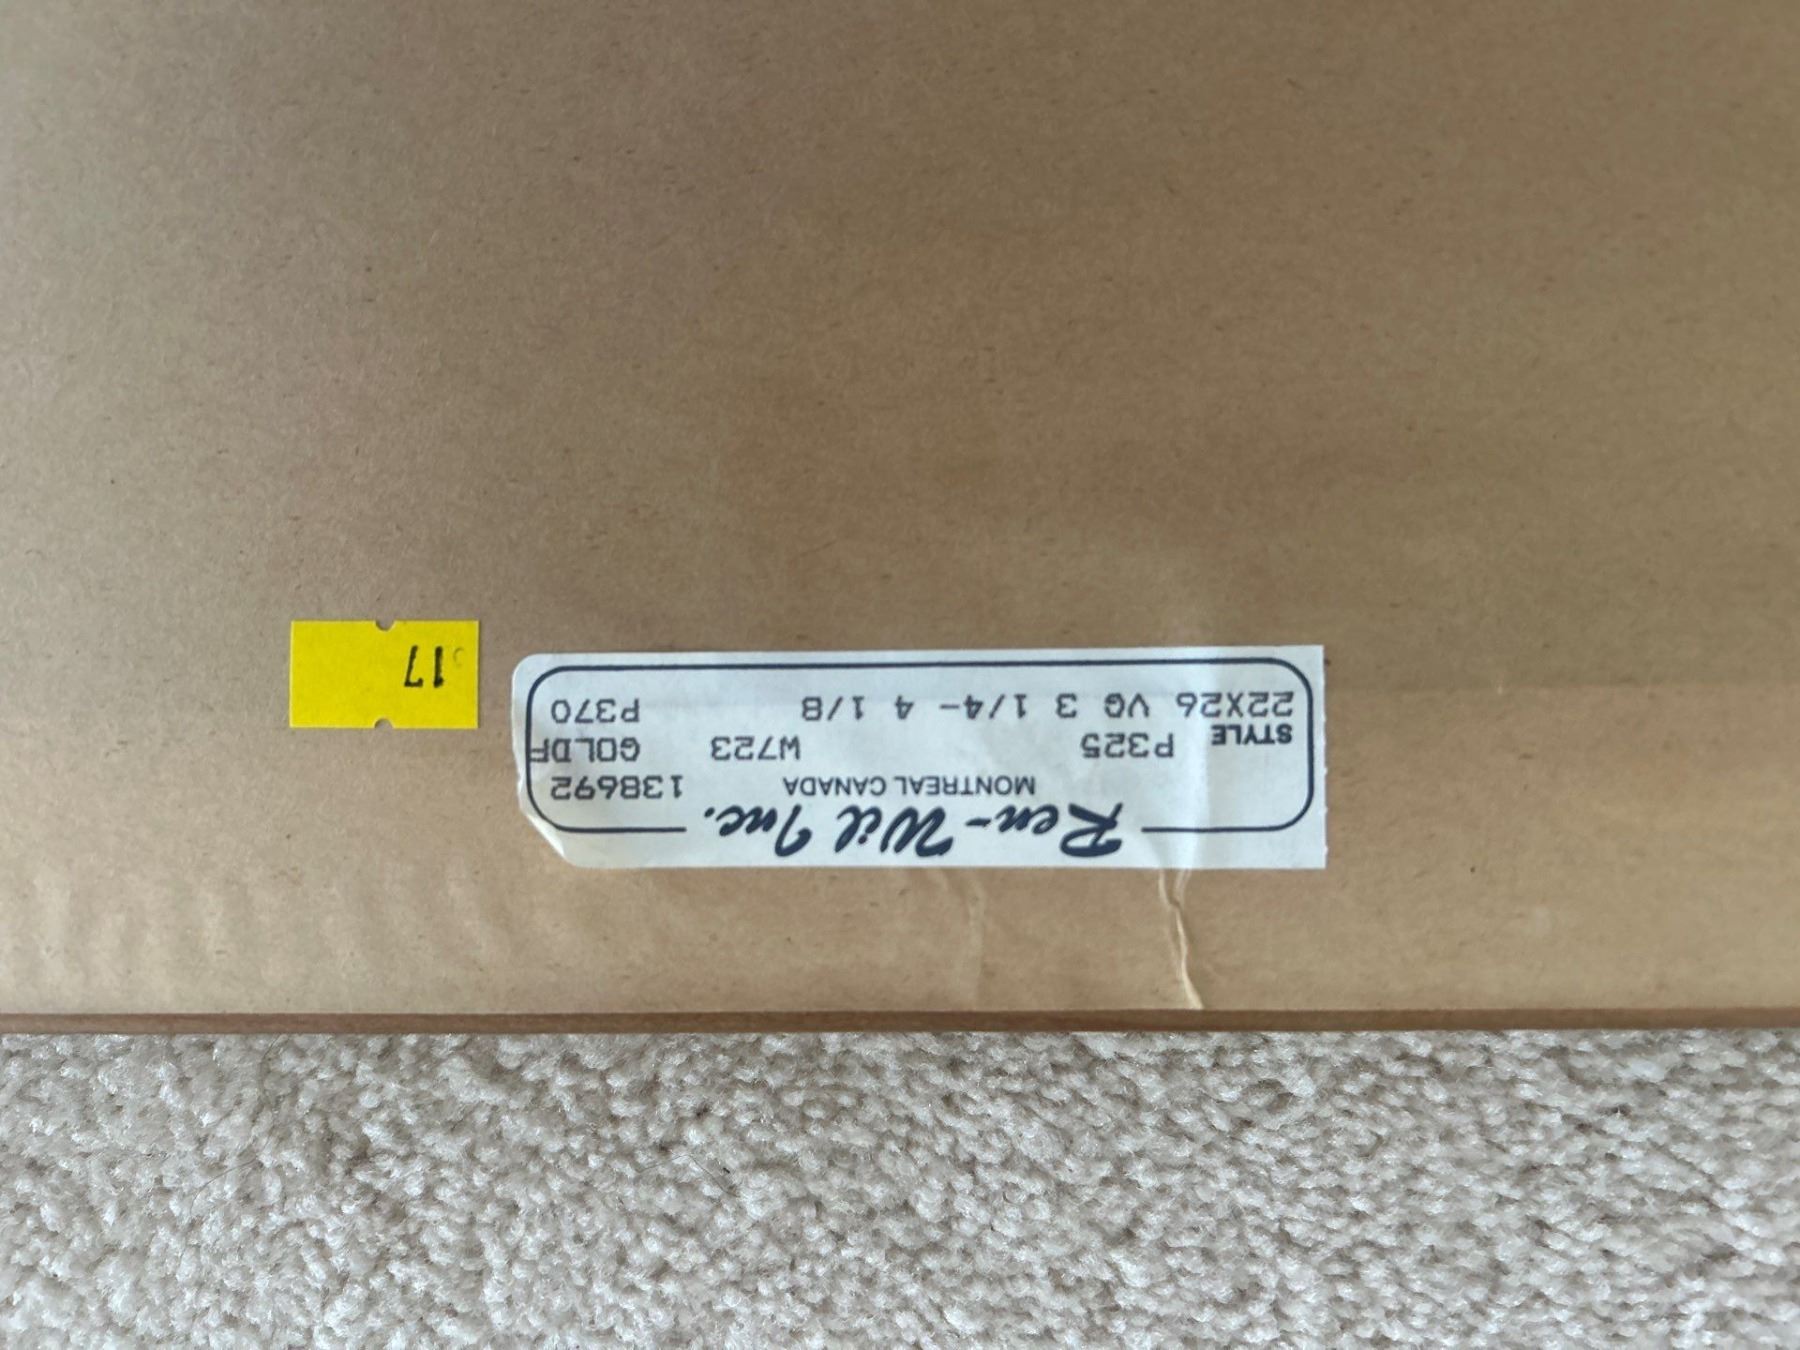 Ren-Wil Inc.
MONTREAL CANADA 138692
STYLE P325 W723 GOLDF
22X26 VG 3 1/4- 4 1/8 P370
17